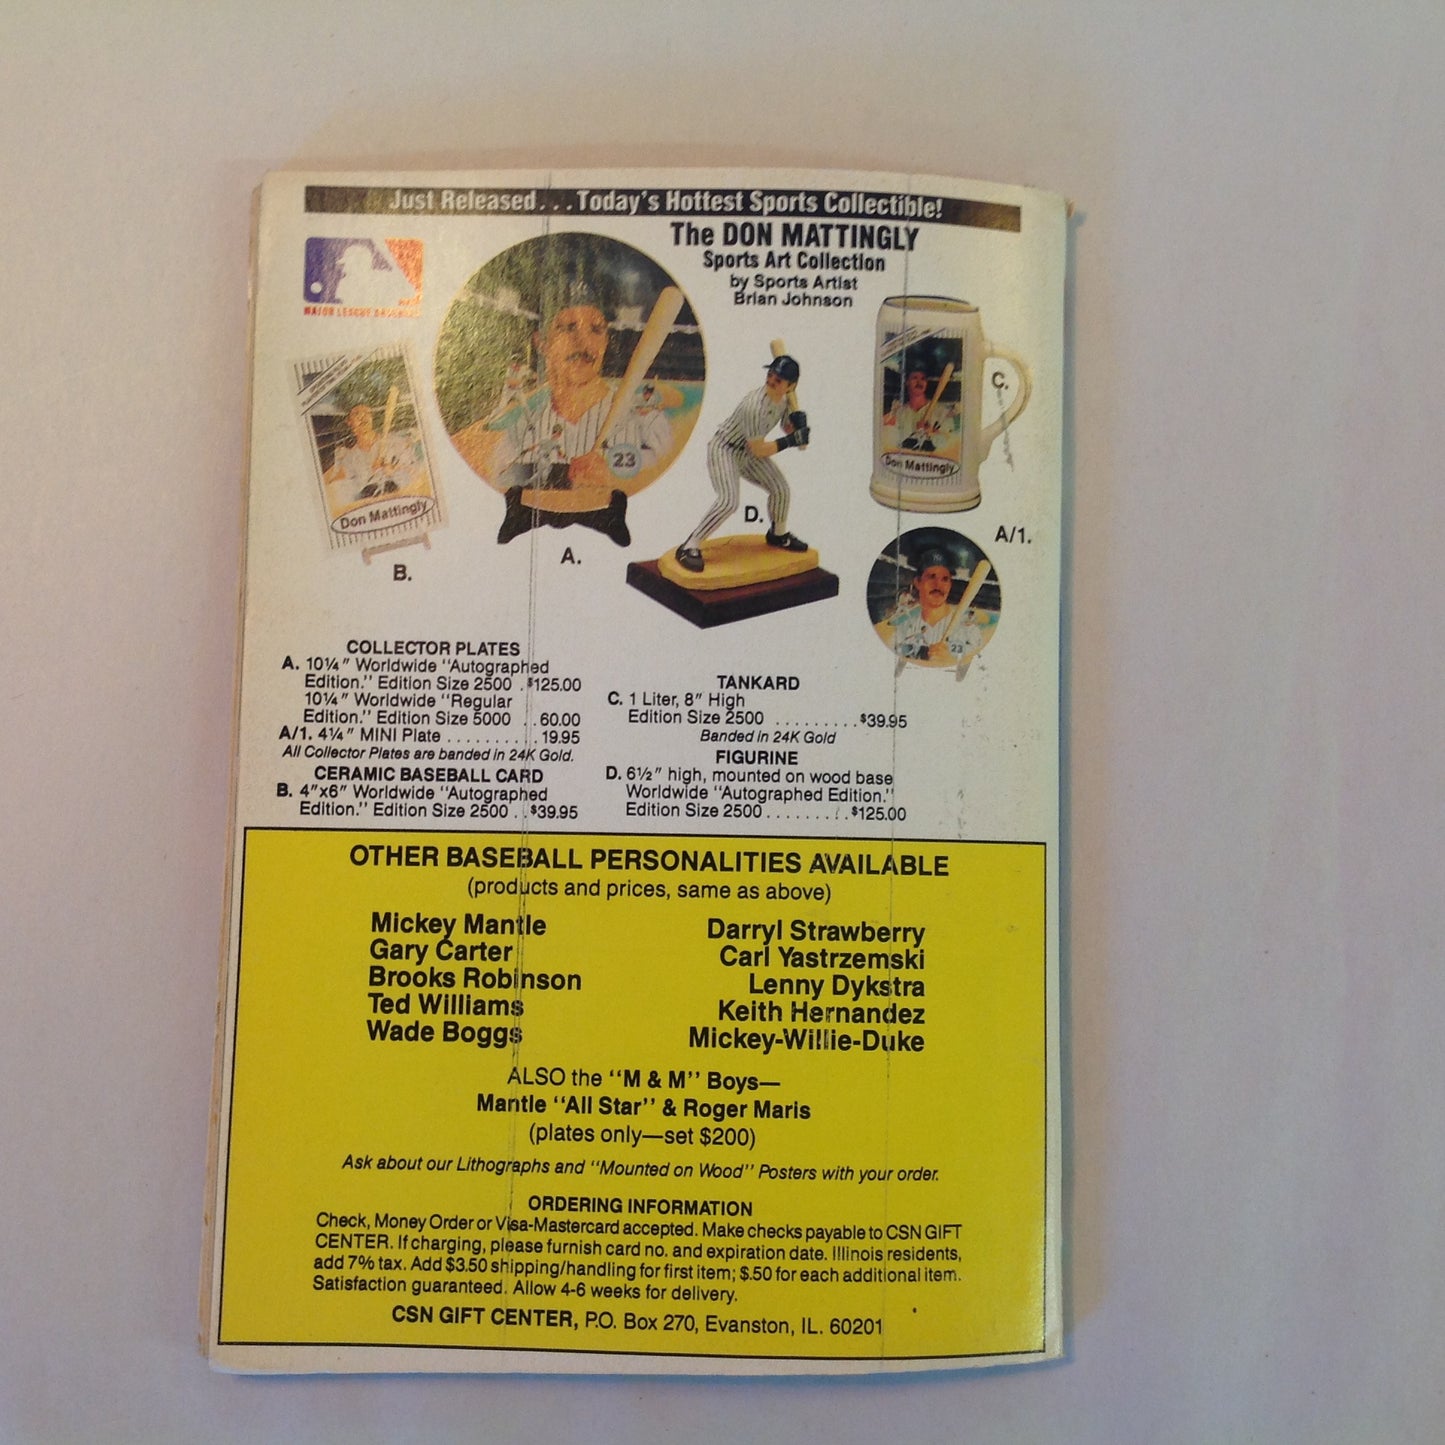 Just Released... Today's Hottest Sports Collectible!
The DON MATTINGLY
Sports Art Collection
by Sports Artist
Brian Johnson
MAJOR LEAGUE BASEBALL
23
Don Mattingly
B.
A.
D.
Don Mattingly
C.
A/1.
23
COLLECTOR PLATES
A. 10¼" Worldwide "Autographed
Edition." Edition Size 2500 . $125.00
10¼" Worldwide "Regular
Edition." Edition Size 5000 . . 60.00
A/1. 4¼" MINI Plate . . . . . . . . . . 19.95
All Collector Plates are banded in 24K Gold.
CERAMIC BASEBALL CARD
B. 4"x6" Worldwide "Autographed
Edition." Edition Size 2500 . . $39.95
TANKARD
C. 1 Liter, 8" High
Edition Size 2500 . . . . . . . . . $39.95
Banded in 24K Gold
FIGURINE
D. 6½" high, mounted on wood base
Worldwide "Autographed Edition."
Edition Size 2500 . . . . . . . . . $125.00
OTHER BASEBALL PERSONALITIES AVAILABLE
(products and prices, same as above)
Mickey Mantle
Gary Carter
Brooks Robinson
Ted Williams
Wade Boggs
Darryl Strawberry
Carl Yastrzemski
Lenny Dykstra
Keith Hernandez
Mickey-Willie-Duke
ALSO the "M & M" Boys—
Mantle "All Star" & Roger Maris
(plates only—set $200)
Ask about our Lithographs and "Mounted on Wood" Posters with your order.
ORDERING INFORMATION
Check, Money Order or Visa-Mastercard accepted. Make checks payable to CSN GIFT
CENTER. If charging, please furnish card no. and expiration date. Illinois residents,
add 7% tax. Add $3.50 shipping/handling for first item; $.50 for each additional item.
Satisfaction guaranteed. Allow 4-6 weeks for delivery.
CSN GIFT CENTER, P.O. Box 270, Evanston, IL. 60201